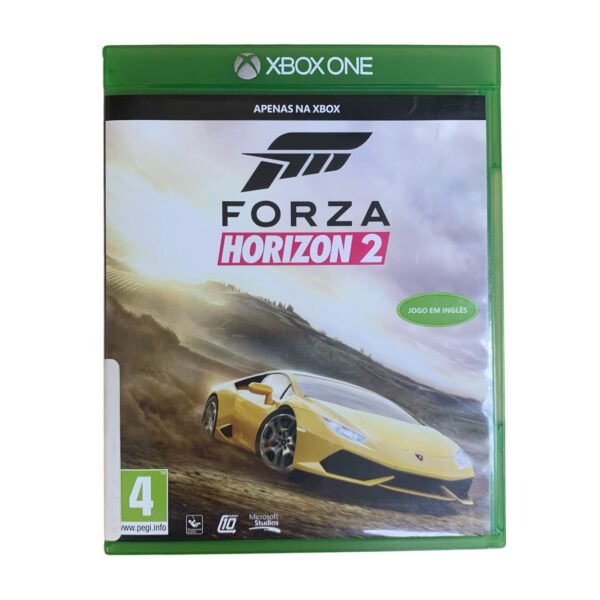 XBOX ONE
APENAS NA XBOX
FORZA
HORIZON 2
JOGO EM INGLÊS
4
www.pegi.info
Microsoft
Studios